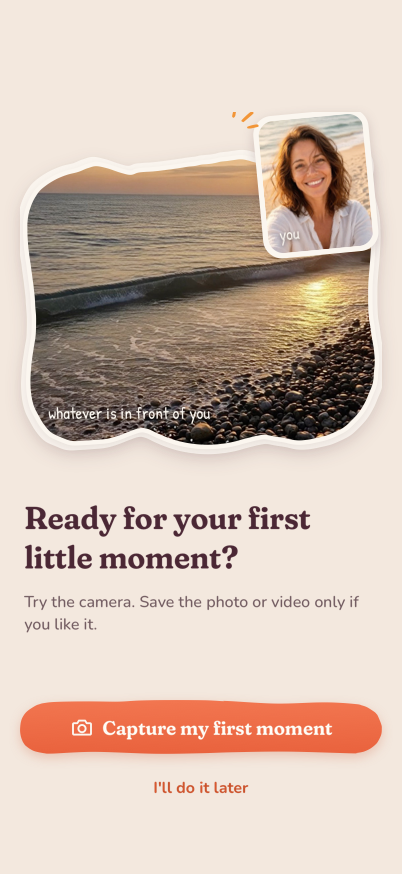 you
whatever is in front of you
Ready for your first
little moment?
Try the camera. Save the photo or video only if
you like it.
Capture my first moment
I'll do it later